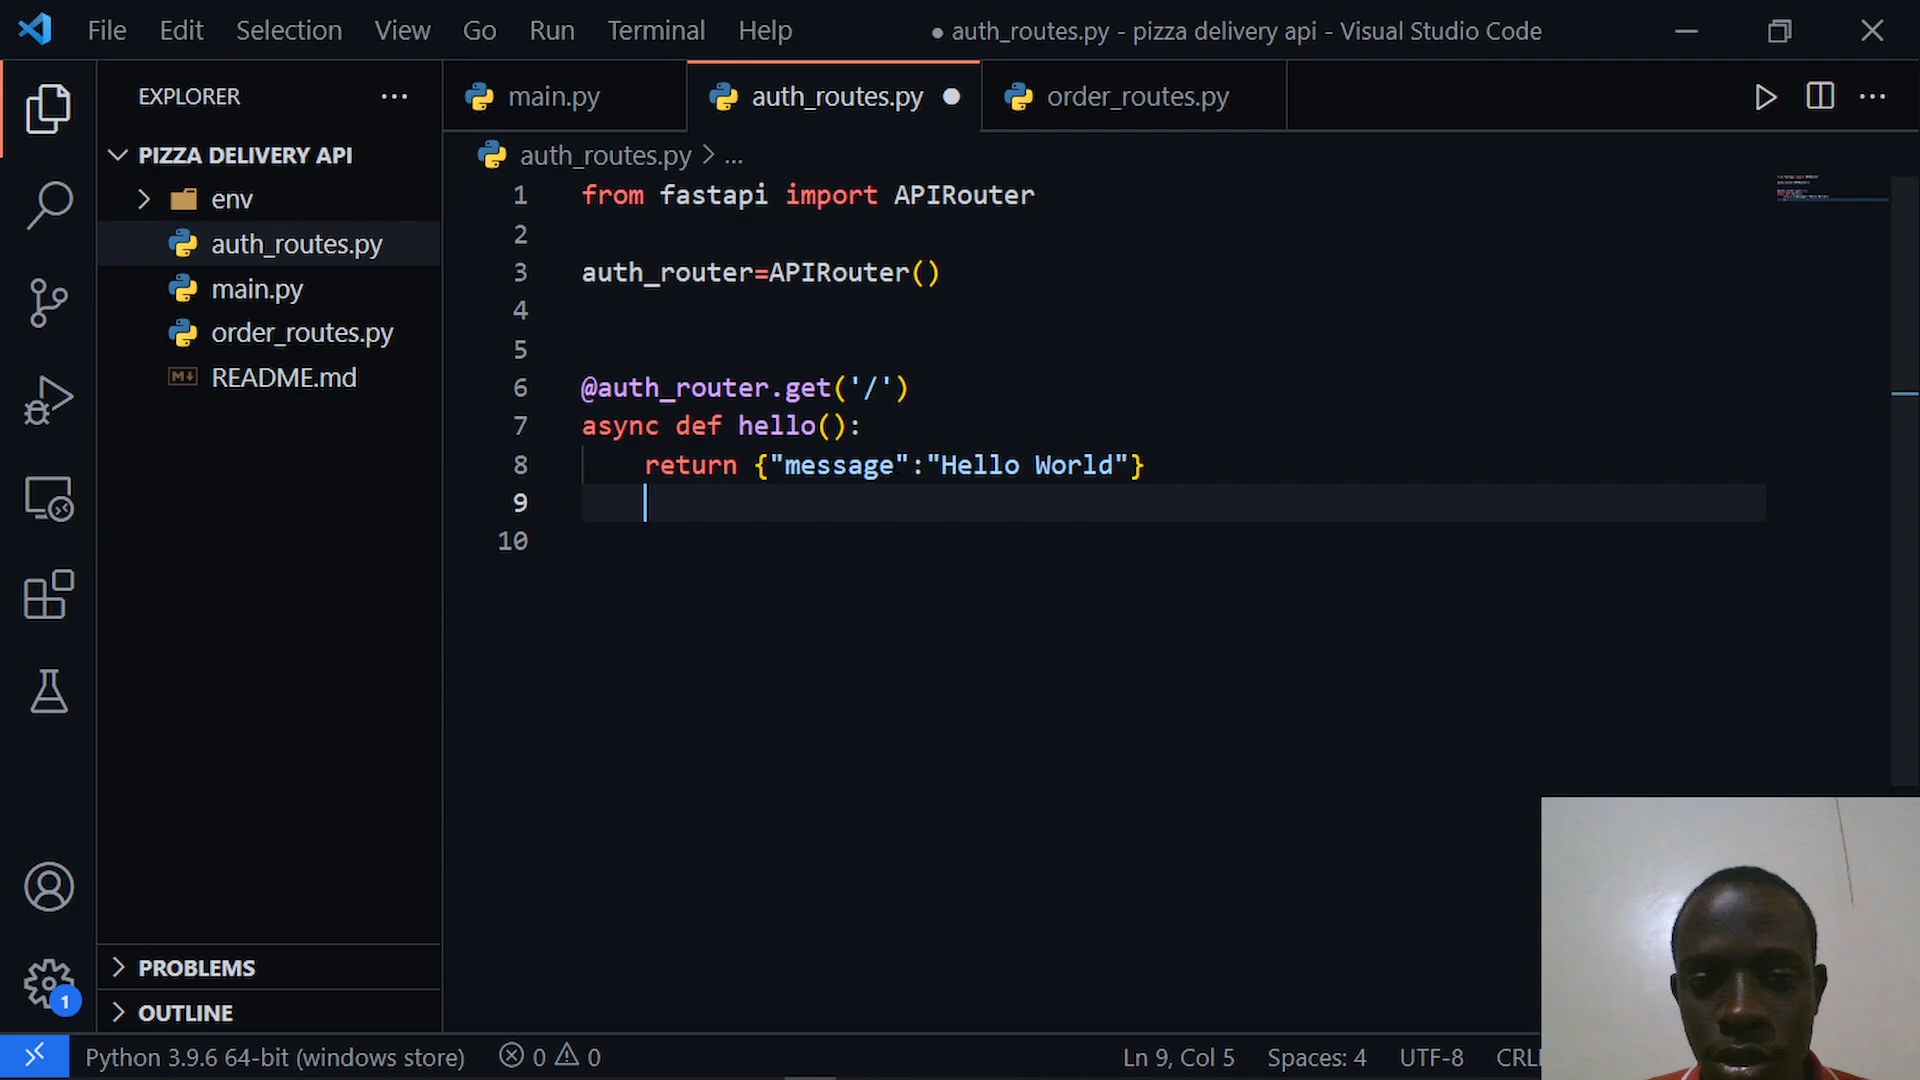 File Edit Selection View Go Run Terminal Help
● auth_routes.py - pizza delivery api - Visual Studio Code
EXPLORER
main.py
auth_routes.py
order_routes.py
PIZZA DELIVERY API
env
auth_routes.py
main.py
order_routes.py
README.md
auth_routes.py > ...
1 from fastapi import APIRouter
2
3 auth_router=APIRouter()
4
5
6 @auth_router.get('/')
7 async def hello():
8 return {"message":"Hello World"}
9
10
PROBLEMS
OUTLINE
1
Python 3.9.6 64-bit (windows store) 0 0 Ln 9, Col 5 Spaces: 4 UTF-8